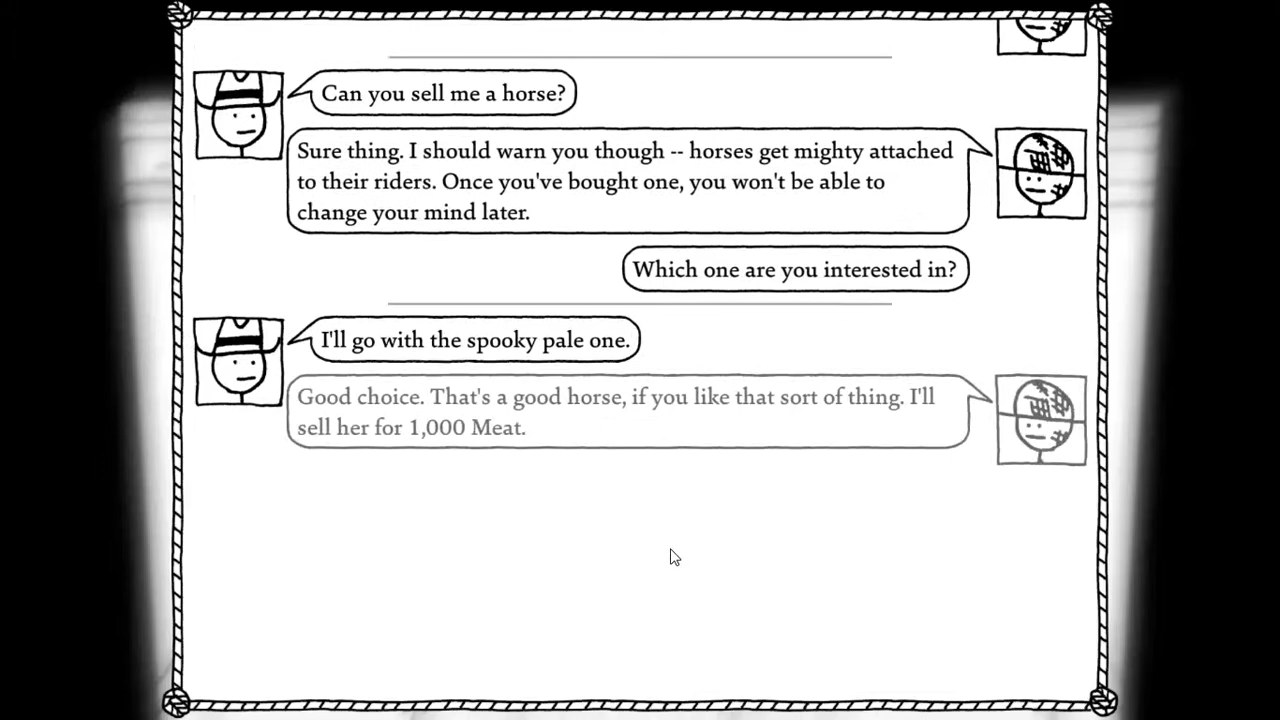 Can you sell me a horse?
Sure thing. I should warn you though -- horses get mighty attached
to their riders. Once you've bought one, you won't be able to
change your mind later.
Which one are you interested in?
I'll go with the spooky pale one.
Good choice. That's a good horse, if you like that sort of thing. I'll
sell her for 1,000 Meat.